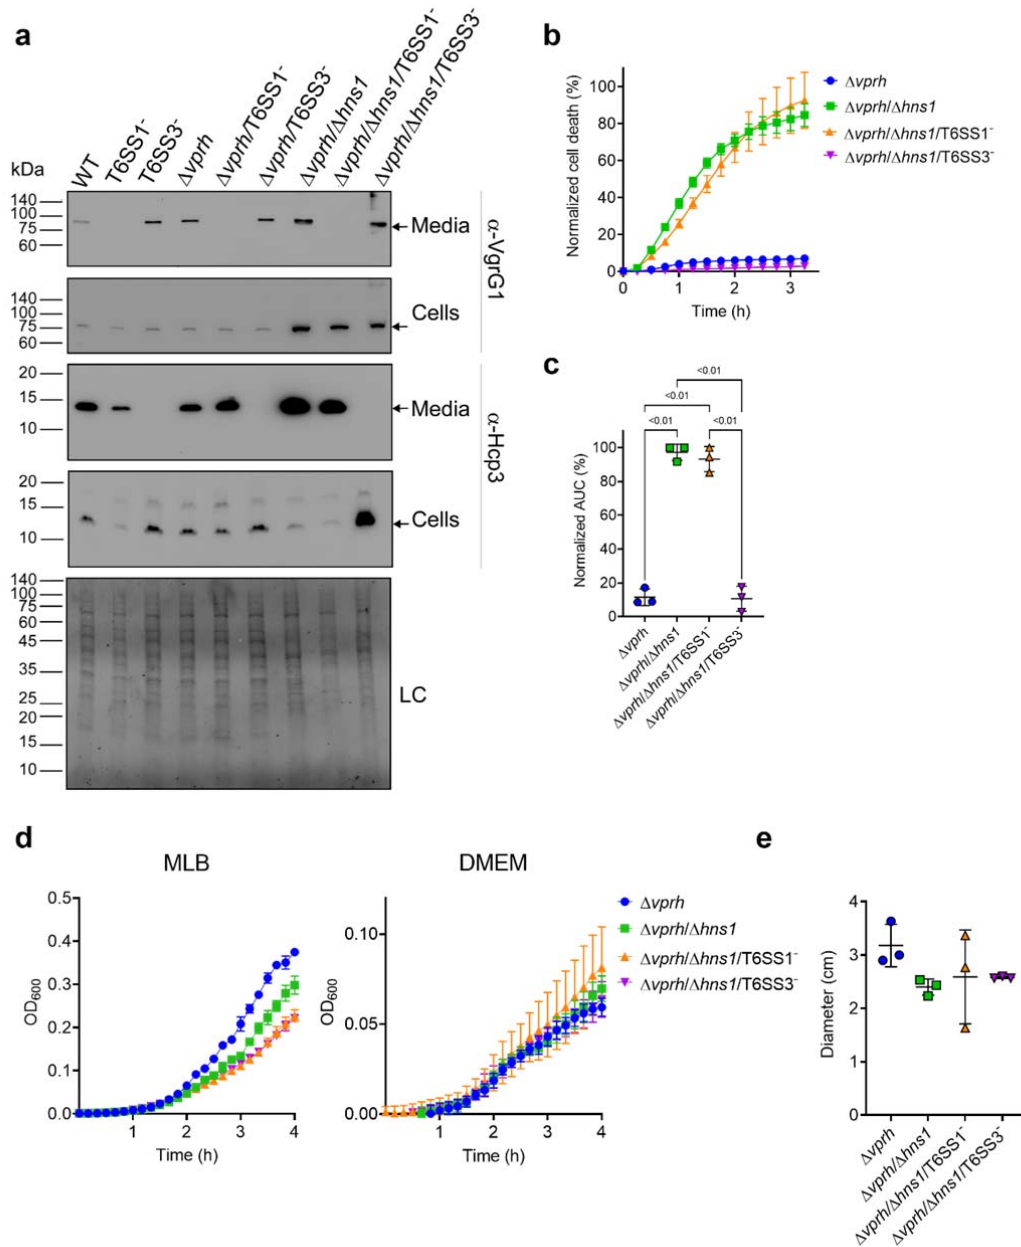 a
WT
T6SS1⁻
T6SS3⁻
Δvprh
Δvprh/T6SS1⁻
Δvprh/T6SS3⁻
Δvprh/Δhns1
Δvprh/Δhns1/T6SS1⁻
Δvprh/Δhns1/T6SS3⁻
kDa
140
100
75
60
Media
140
100
75
60
Cells
α-VgrG1
20
15
10
Media
20
15
10
Cells
α-Hcp3
140
100
75
60
45
35
25
20
15
10
LC
b
Normalized cell death (%)
100
80
60
40
20
0
0 1 2 3
Time (h)
Δvprh
Δvprh/Δhns1
Δvprh/Δhns1/T6SS1⁻
Δvprh/Δhns1/T6SS3⁻
c
<0.01
<0.01
<0.01 <0.01
Normalized AUC (%)
100
80
60
40
20
0
Δvprh
Δvprh/Δhns1
Δvprh/Δhns1/T6SS1⁻
Δvprh/Δhns1/T6SS3⁻
d
MLB
OD₆₀₀
0.5
0.4
0.3
0.2
0.1
0.0
1 2 3 4
Time (h)
DMEM
OD₆₀₀
0.10
0.05
0.00
1 2 3 4
Time (h)
Δvprh
Δvprh/Δhns1
Δvprh/Δhns1/T6SS1⁻
Δvprh/Δhns1/T6SS3⁻
e
Diameter (cm)
4
3
2
1
0
Δvprh
Δvprh/Δhns1
Δvprh/Δhns1/T6SS1⁻
Δvprh/Δhns1/T6SS3⁻